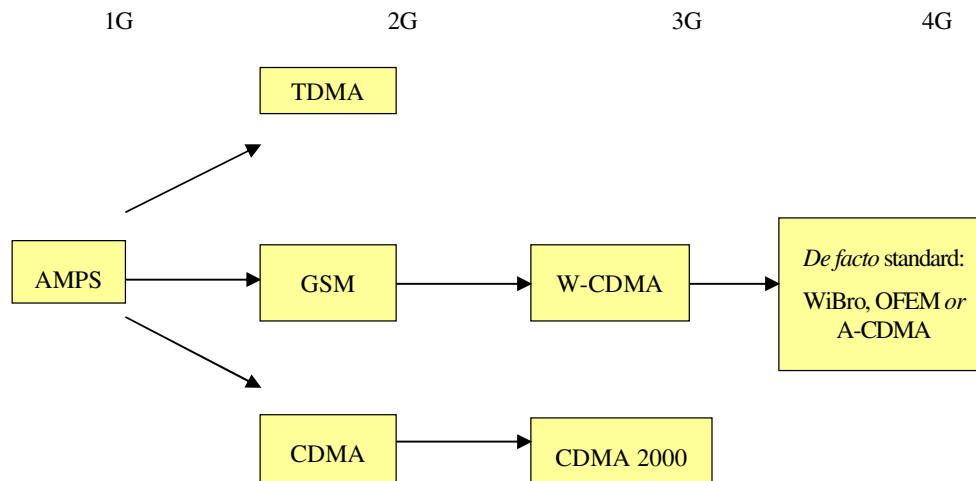 1G 2G 3G 4G
TDMA
AMPS
GSM
W-CDMA
De facto standard:
WiBro, OFEM or
A-CDMA
CDMA
CDMA 2000